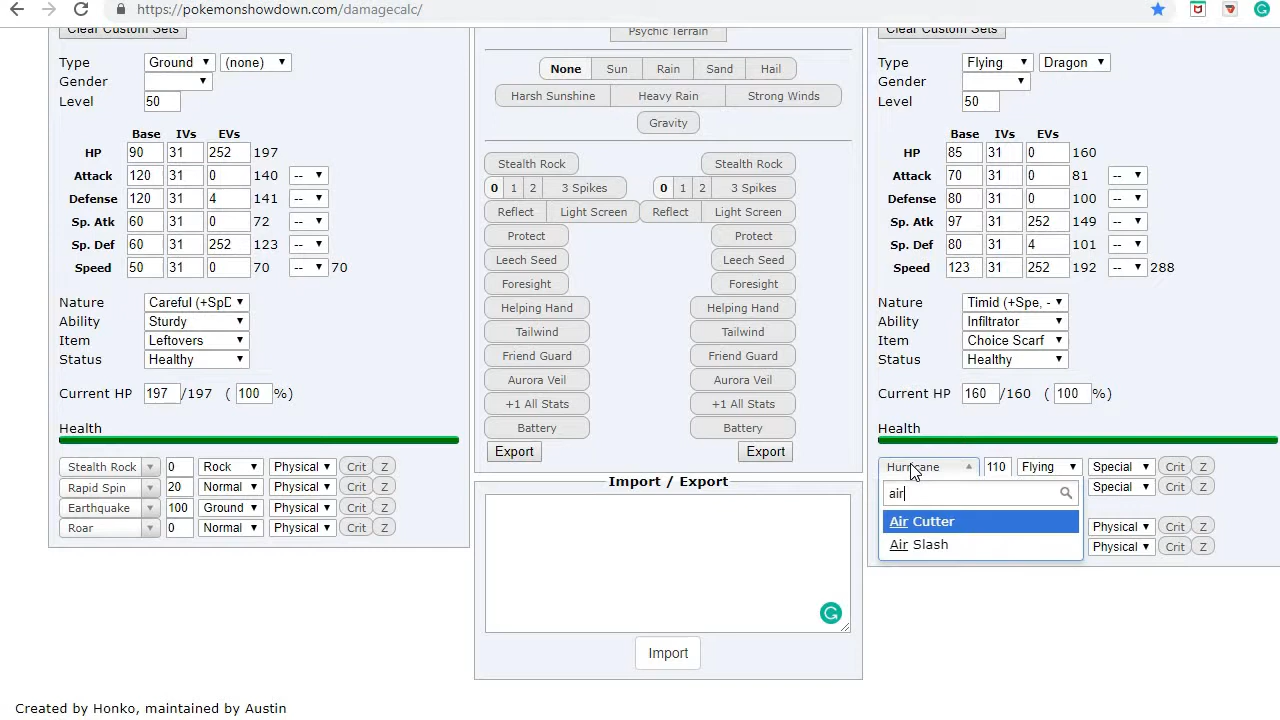 https://pokemonshowdown.com/damagecalc/
Clear Custom Sets
Type Ground (none)
Gender
Level 50
Base IVs EVs
HP 90 31 252 197
Attack 120 31 0 140 --
Defense 120 31 4 141 --
Sp. Atk 60 31 0 72 --
Sp. Def 60 31 252 123 --
Speed 50 31 0 70 -- 70
Nature Careful (+SpD
Ability Sturdy
Item Leftovers
Status Healthy
Current HP 197 /197 ( 100 %)
Health
Stealth Rock 0 Rock Physical Crit Z
Rapid Spin 20 Normal Physical Crit Z
Earthquake 100 Ground Physical Crit Z
Roar 0 Normal Physical Crit Z
Psychic Terrain
None Sun Rain Sand Hail
Harsh Sunshine Heavy Rain Strong Winds
Gravity
Stealth Rock Stealth Rock
0 1 2 3 Spikes 0 1 2 3 Spikes
Reflect Light Screen Reflect Light Screen
Protect Protect
Leech Seed Leech Seed
Foresight Foresight
Helping Hand Helping Hand
Tailwind Tailwind
Friend Guard Friend Guard
Aurora Veil Aurora Veil
+1 All Stats +1 All Stats
Battery Battery
Export Export
Import / Export
Import
Clear Custom Sets
Type Flying Dragon
Gender
Level 50
Base IVs EVs
HP 85 31 0 160
Attack 70 31 0 81 --
Defense 80 31 0 100 --
Sp. Atk 97 31 252 149 --
Sp. Def 80 31 4 101 --
Speed 123 31 252 192 -- 288
Nature Timid (+Spe, -
Ability Infiltrator
Item Choice Scarf
Status Healthy
Current HP 160 /160 ( 100 %)
Health
Hurricane 110 Flying Special Crit Z
air Special Crit Z
Air Cutter Physical Crit Z
Air Slash Physical Crit Z
Created by Honko, maintained by Austin